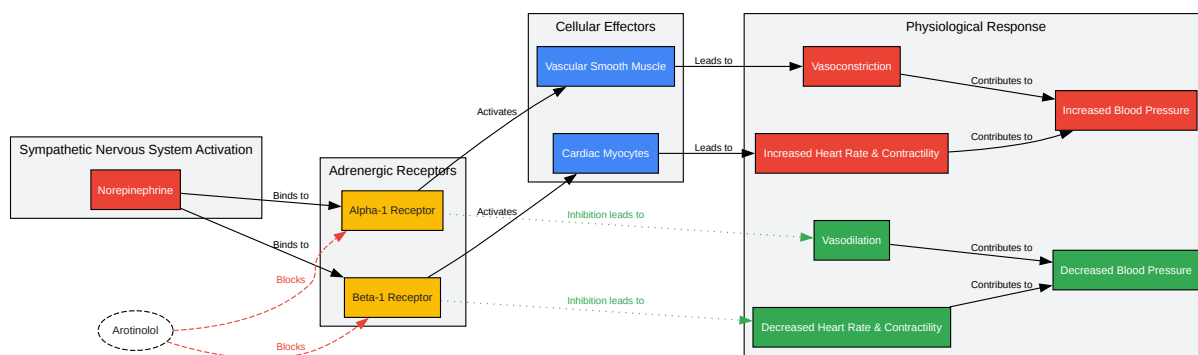 Sympathetic Nervous System Activation
Norepinephrine
Binds to
Binds to
Arotinolol
Blocks
Blocks
Adrenergic Receptors
Alpha-1 Receptor
Beta-1 Receptor
Activates
Activates
Inhibition leads to
Inhibition leads to
Cellular Effectors
Vascular Smooth Muscle
Cardiac Myocytes
Leads to
Leads to
Physiological Response
Vasoconstriction
Increased Heart Rate & Contractility
Contributes to
Contributes to
Increased Blood Pressure
Vasodilation
Decreased Heart Rate & Contractility
Contributes to
Contributes to
Decreased Blood Pressure